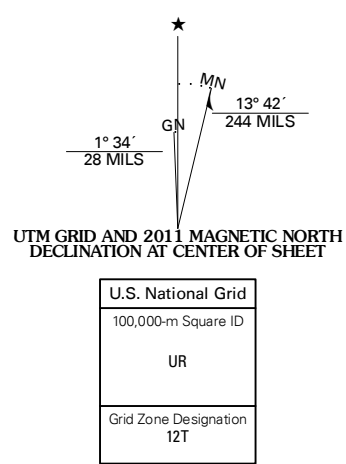 ★
MN
GN
13° 42´
244 MILS
1° 34´
28 MILS
UTM GRID AND 2011 MAGNETIC NORTH
DECLINATION AT CENTER OF SHEET
U.S. National Grid
100,000-m Square ID
UR
Grid Zone Designation
12T